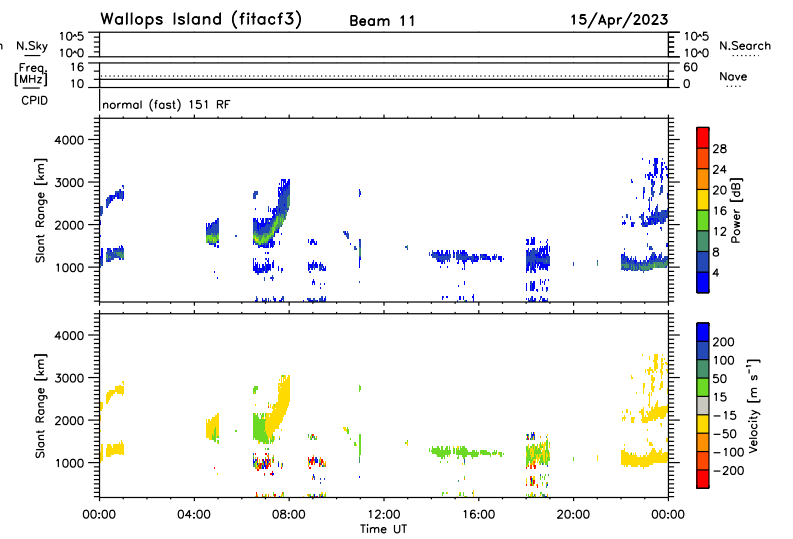 Wallops Island (fitacf3) Beam 11 15/Apr/2023
n N.Sky 10^5 10^0 10^5 10^0 N.Search
Freq. [MHz] 16 10 60 0 Nave
CPID normal (fast) 151 RF
4000
3000
2000
1000
Slant Range [km]
28
24
20
16
12
8
4
Power [dB]
4000
3000
2000
1000
Slant Range [km]
200
100
50
15
-15
-50
-100
-200
Velocity [m s⁻¹]
00:00 04:00 08:00 12:00 16:00 20:00 00:00
Time UT